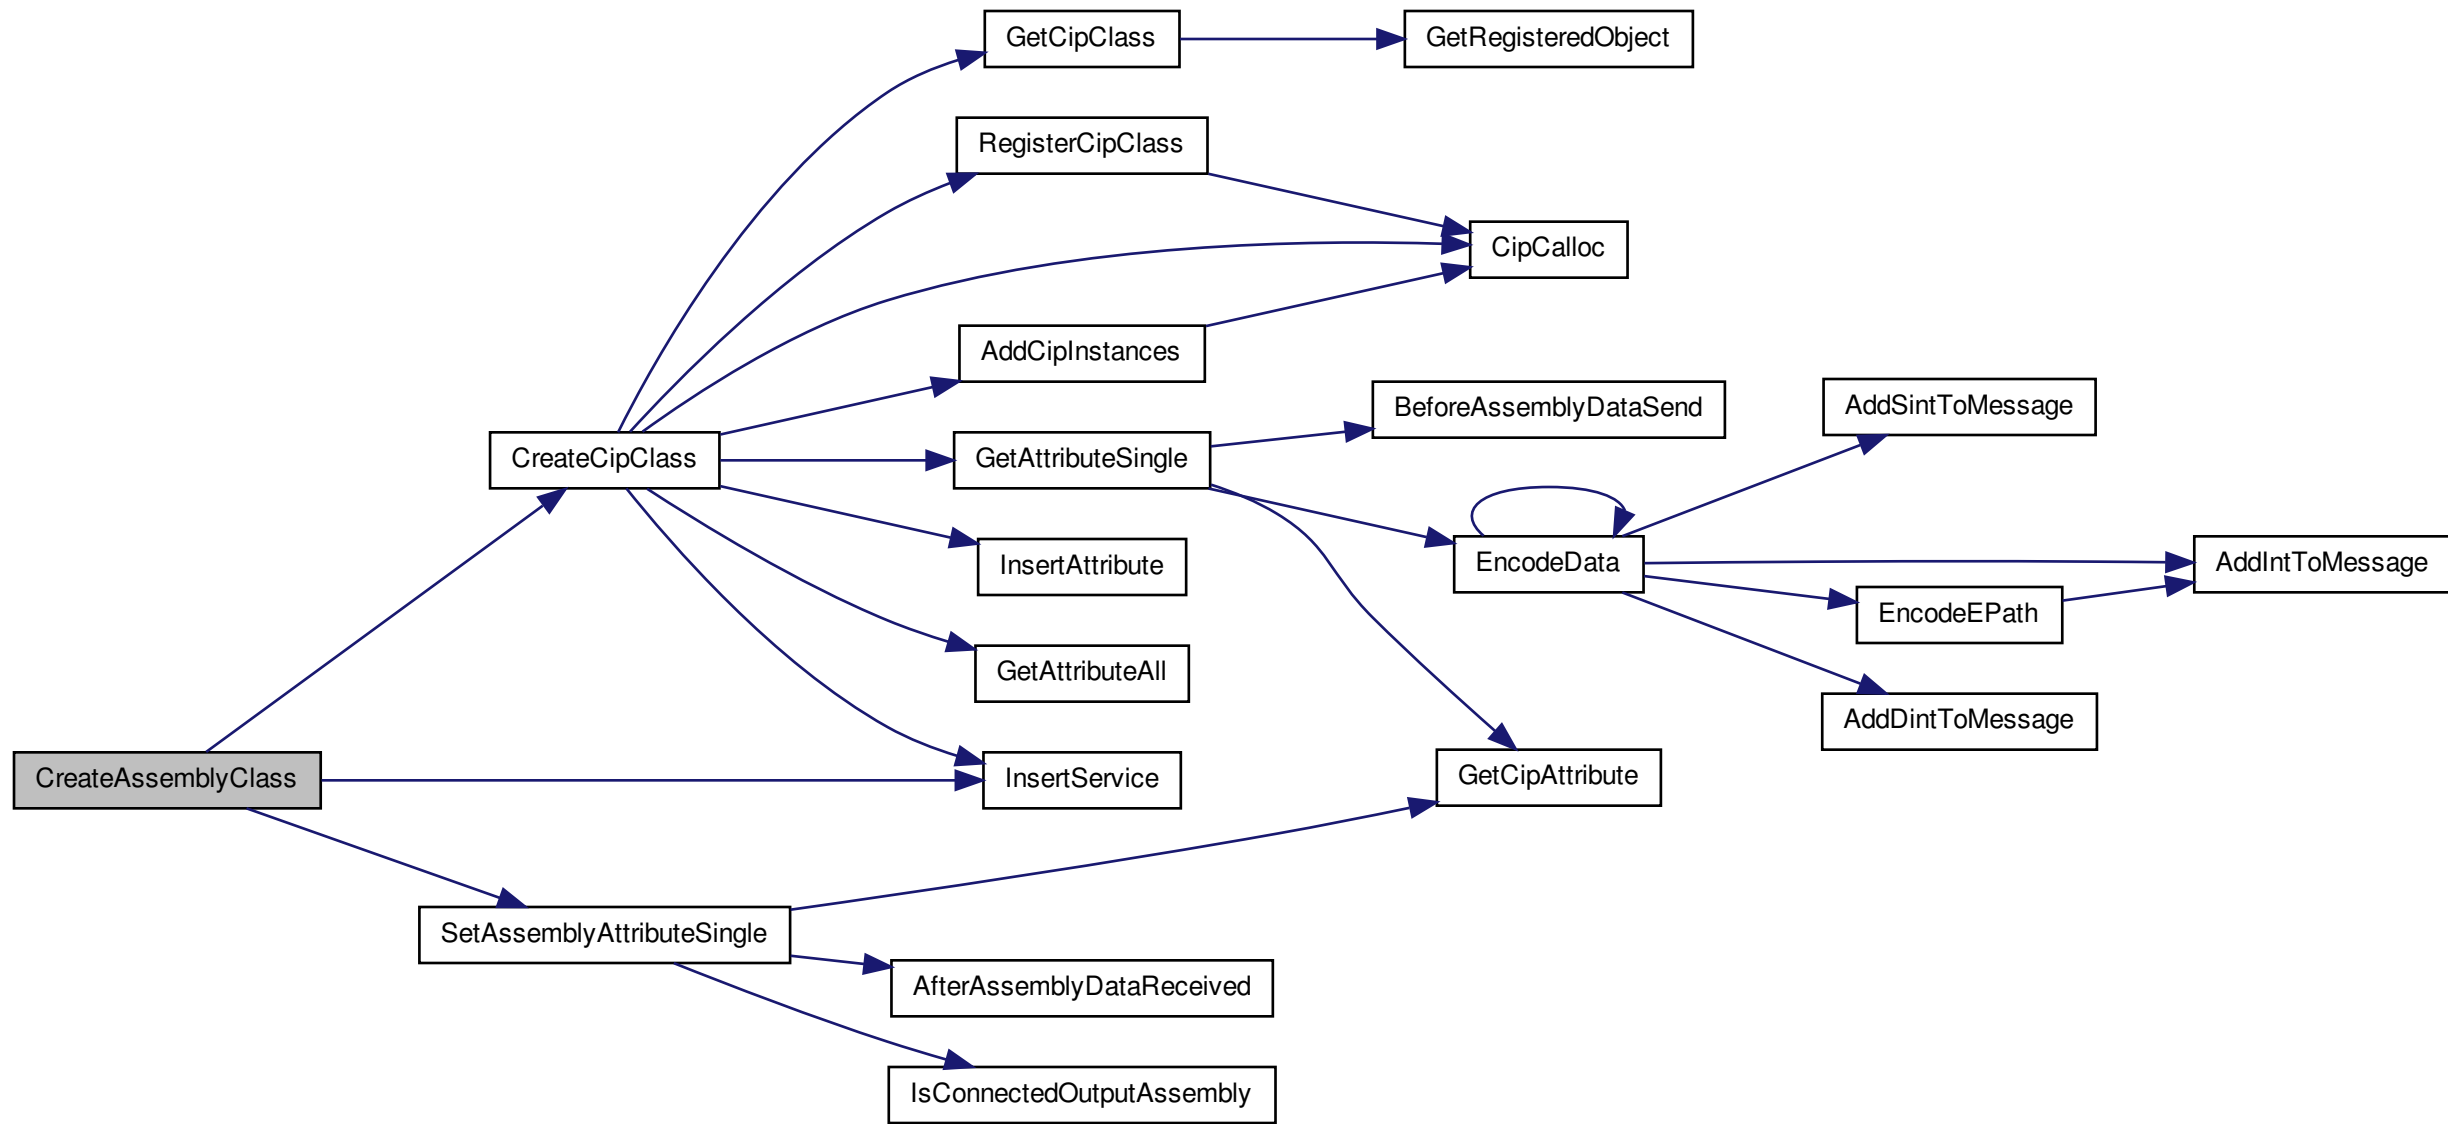 GetCipClass
GetRegisteredObject
RegisterCipClass
CipCalloc
AddCipInstances
BeforeAssemblyDataSend
AddSintToMessage
CreateCipClass
GetAttributeSingle
InsertAttribute
EncodeData
AddIntToMessage
EncodeEPath
GetAttributeAll
AddDintToMessage
CreateAssemblyClass
InsertService
GetCipAttribute
SetAssemblyAttributeSingle
AfterAssemblyDataReceived
IsConnectedOutputAssembly